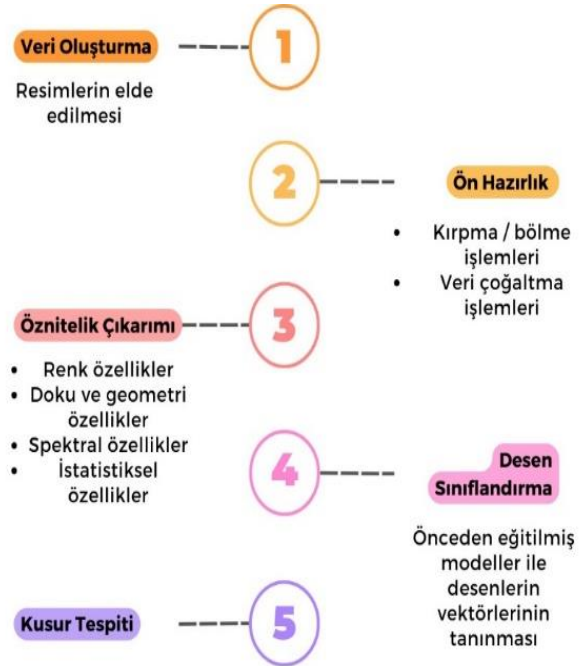 1
Veri Oluşturma
Resimlerin elde
edilmesi
2
Ön Hazırlık
• Kırpma / bölme
işlemleri
• Veri çoğaltma
işlemleri
3
Öznitelik Çıkarımı
• Renk özellikler
• Doku ve geometri
özellikler
• Spektral özellikler
• İstatistiksel
özellikler
4
Desen
Sınıflandırma
Önceden eğitilmiş
modeller ile
desenlerin
vektörlerinin
tanınması
5
Kusur Tespiti